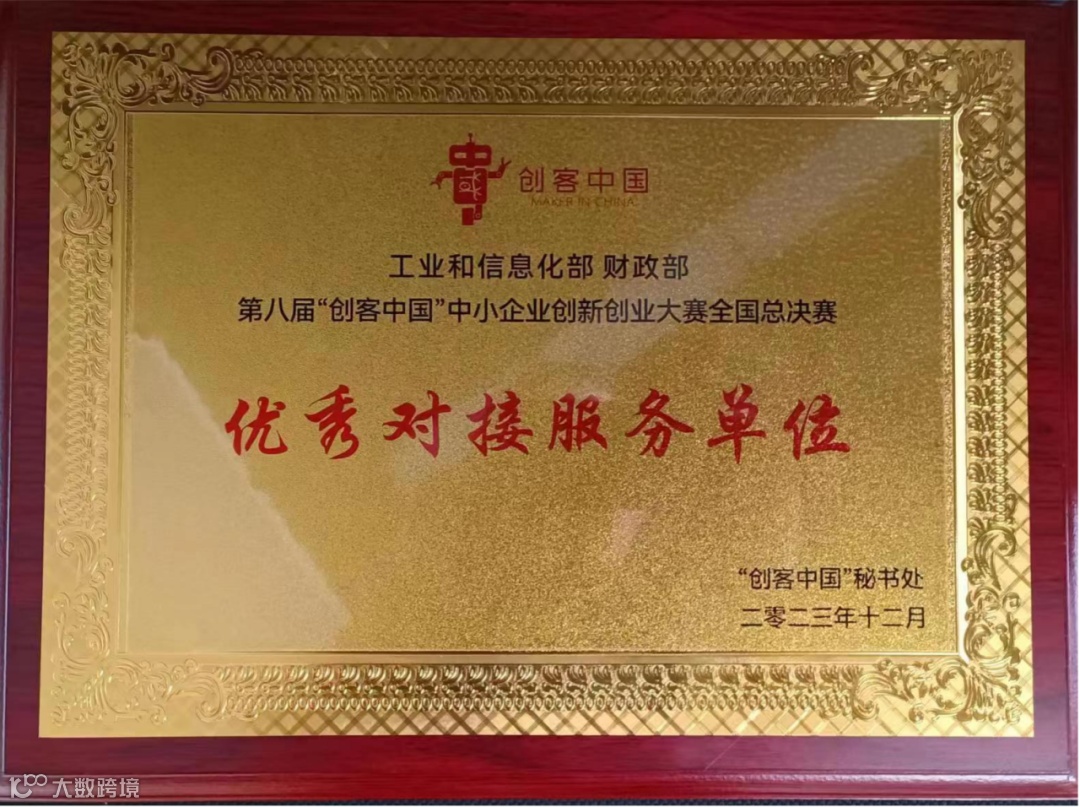 创客中国
MAKER IN CHINA
工业和信息化部 财政部
第八届“创客中国”中小企业创新创业大赛全国总决赛
优秀对接服务单位
“创客中国”秘书处
二零二三年十二月
大数跨境